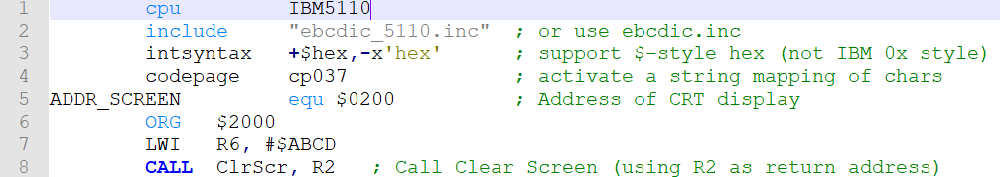 1 cpu IBM5110
2 include "ebcdic_5110.inc" ; or use ebcdic.inc
3 intsyntax +$hex,-x'hex' ; support $-style hex (not IBM 0x style)
4 codepage cp037 ; activate a string mapping of chars
5 ADDR_SCREEN equ $0200 ; Address of CRT display
6 ORG $2000
7 LWI R6, #$ABCD
8 CALL ClrScr, R2 ; Call Clear Screen (using R2 as return address)